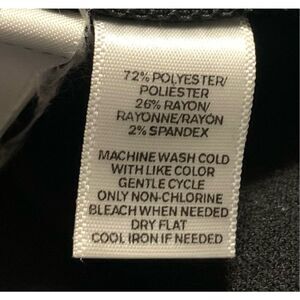 72% POLYESTER/
POLIESTER
26% RAYON/
RAYONNE/RAYÓN
2% SPANDEX
MACHINE WASH COLD
WITH LIKE COLOR
GENTLE CYCLE
ONLY NON-CHLORINE
BLEACH WHEN NEEDED
DRY FLAT
COOL IRON IF NEEDED